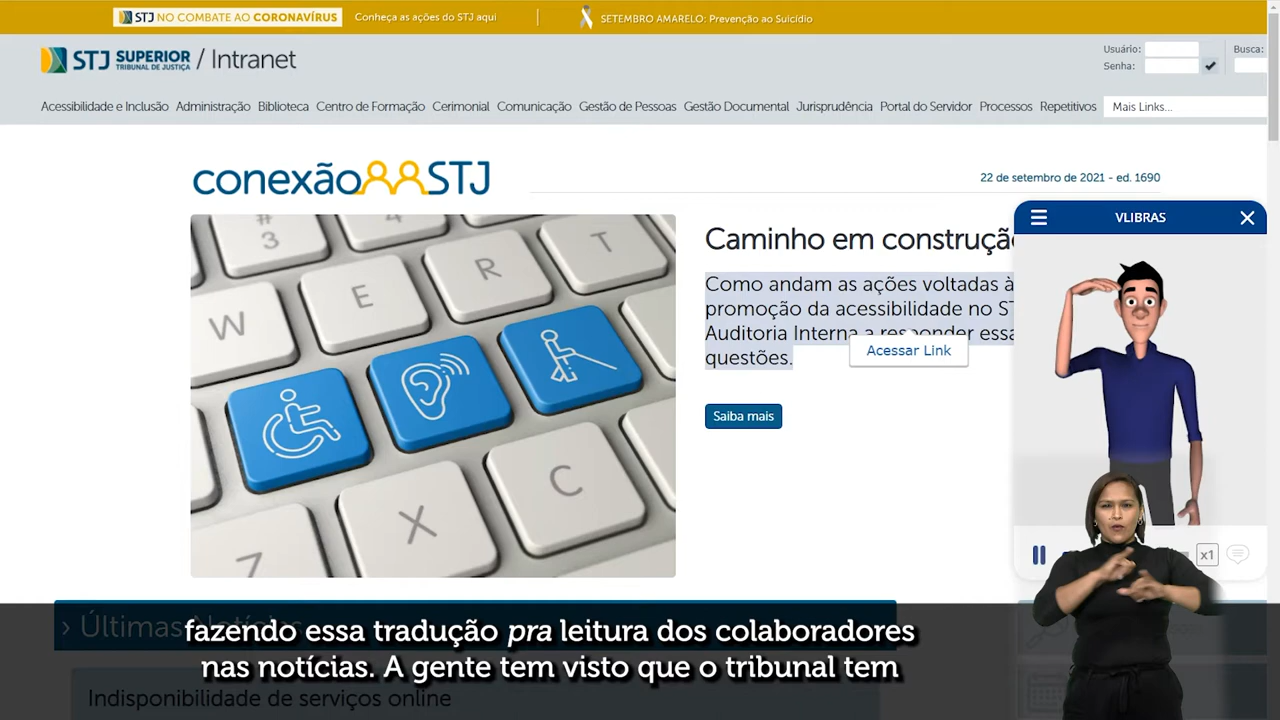 STJ NO COMBATE AO CORONAVÍRUS
Conheça as ações do STJ aqui
SETEMBRO AMARELO: Prevenção ao Suicídio
STJ SUPERIOR TRIBUNAL DE JUSTIÇA / Intranet
Usuário:
Busca:
Senha:
Acessibilidade e Inclusão Administração Biblioteca Centro de Formação Cerimonial Comunicação Gestão de Pessoas Gestão Documental Jurisprudência Portal do Servidor Processos Repetitivos Mais Links...
conexão STJ
22 de setembro de 2021 - ed. 1690
# 3
4
W E R T
Z X C
Caminho em construção
Como andam as ações voltadas à
promoção da acessibilidade no
Auditoria Interna a responder
questões.
Acessar Link
Saiba mais
VLIBRAS
x1
› Últimas
fazendo essa tradução pra leitura dos colaboradores
nas notícias. A gente tem visto que o tribunal tem
Indisponibilidade de serviços online